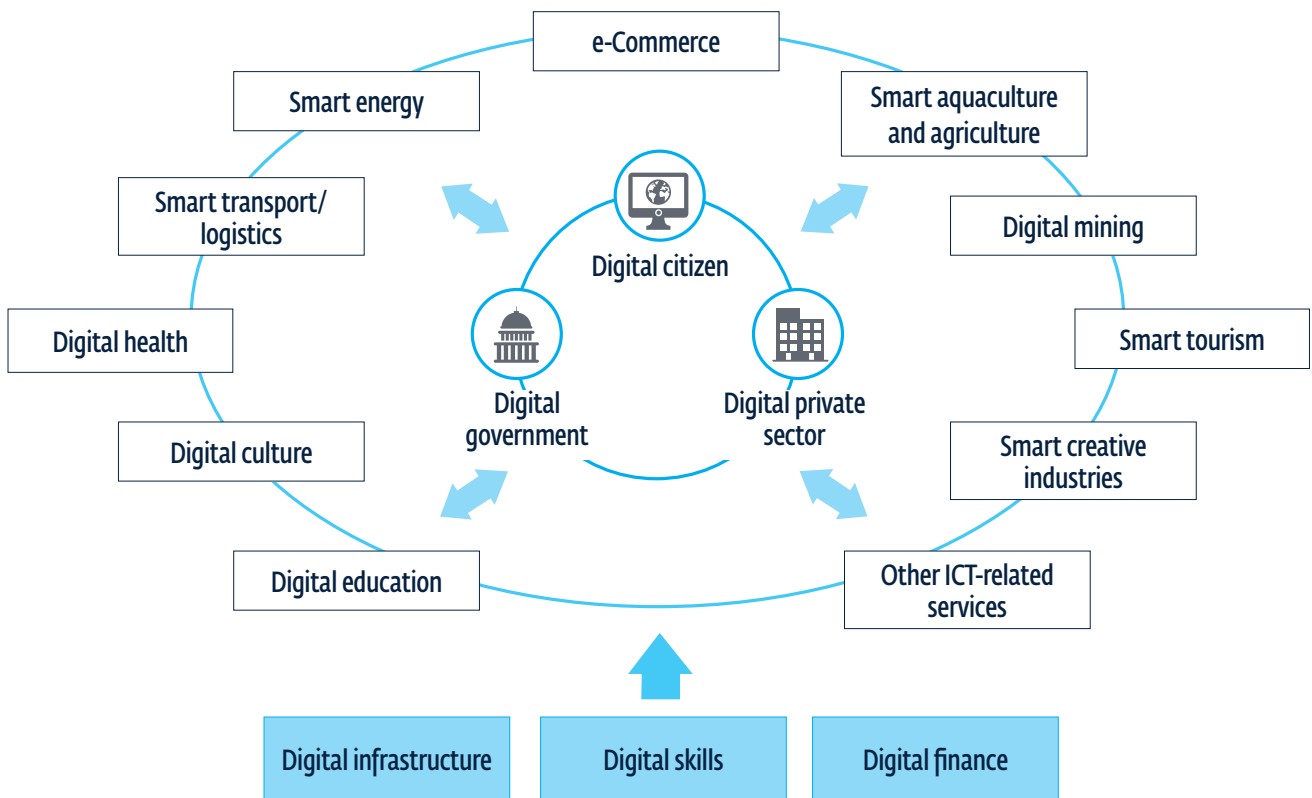 e-Commerce
Smart energy
Smart aquaculture
and agriculture
Smart transport/
logistics
Digital mining
Digital citizen
Digital health
Smart tourism
Digital
government
Digital private
sector
Digital culture
Smart creative
industries
Digital education
Other ICT-related
services
Digital infrastructure
Digital skills
Digital finance